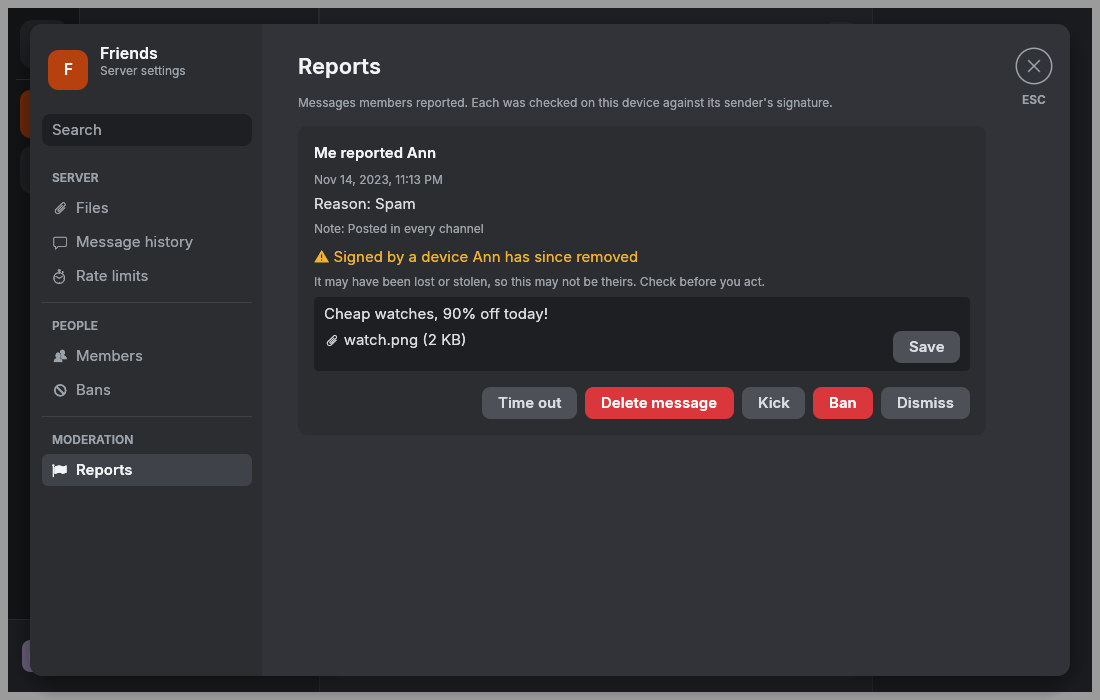 F
Friends
Server settings
Search
SERVER
Files
Message history
Rate limits
PEOPLE
Members
Bans
MODERATION
Reports
Reports
ESC
Messages members reported. Each was checked on this device against its sender's signature.
Me reported Ann
Nov 14, 2023, 11:13 PM
Reason: Spam
Note: Posted in every channel
Signed by a device Ann has since removed
It may have been lost or stolen, so this may not be theirs. Check before you act.
Cheap watches, 90% off today!
watch.png (2 KB)
Save
Time out
Delete message
Kick
Ban
Dismiss